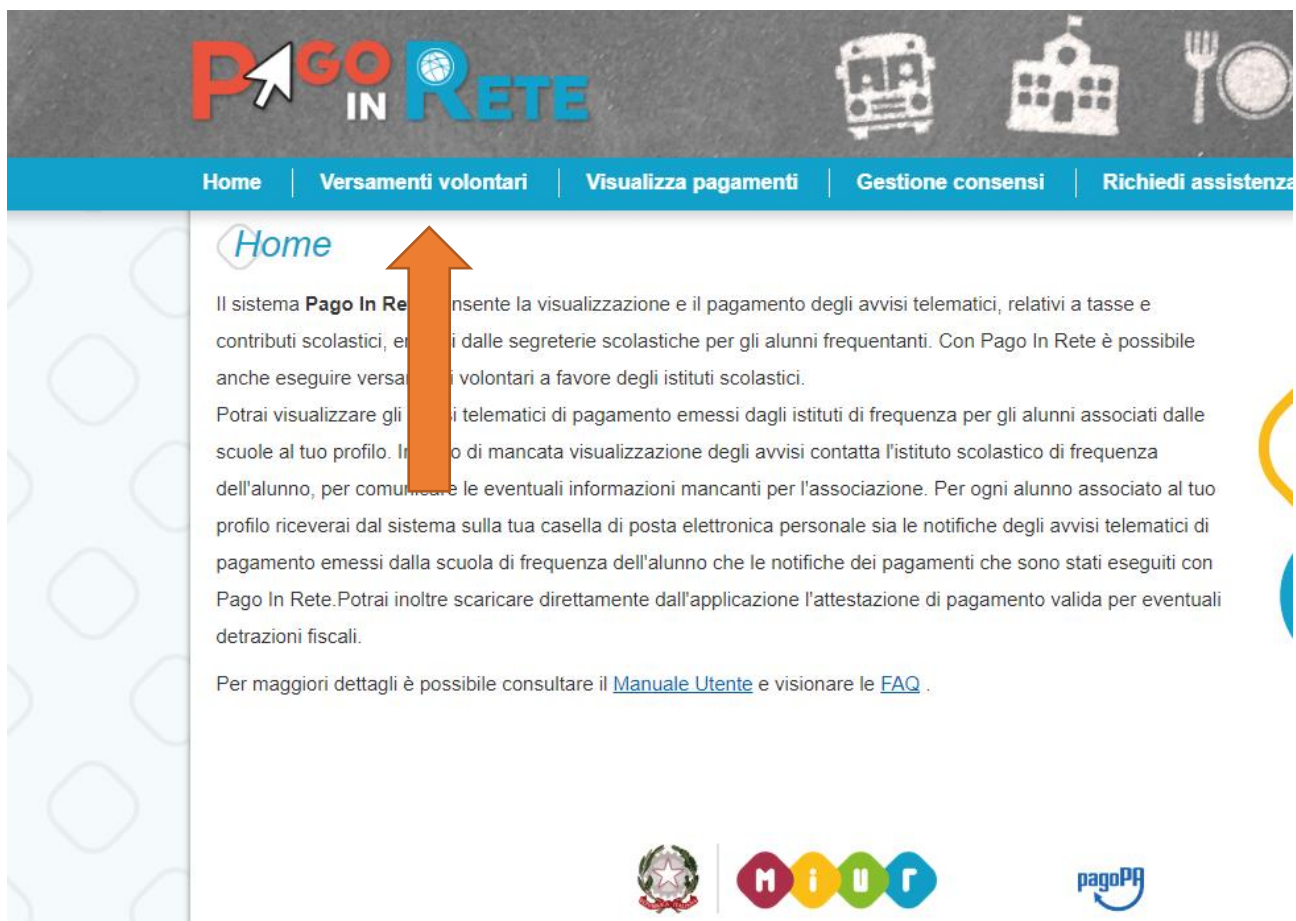 PAGO IN RETE
Home Versamenti volontari Visualizza pagamenti Gestione consensi Richiedi assistenza
Home
Il sistema Pago In Re nsente la visualizzazione e il pagamento degli avvisi telematici, relativi a tasse e
contributi scolastici, e i dalle segreterie scolastiche per gli alunni frequentanti. Con Pago In Rete è possibile
anche eseguire versa i volontari a favore degli istituti scolastici.
Potrai visualizzare gli i telematici di pagamento emessi dagli istituti di frequenza per gli alunni associati dalle
scuole al tuo profilo. I o di mancata visualizzazione degli avvisi contatta l'istituto scolastico di frequenza
dell'alunno, per comunicare le eventuali informazioni mancanti per l'associazione. Per ogni alunno associato al tuo
profilo riceverai dal sistema sulla tua casella di posta elettronica personale sia le notifiche degli avvisi telematici di
pagamento emessi dalla scuola di frequenza dell'alunno che le notifiche dei pagamenti che sono stati eseguiti con
Pago In Rete.Potrai inoltre scaricare direttamente dall'applicazione l'attestazione di pagamento valida per eventuali
detrazioni fiscali.
Per maggiori dettagli è possibile consultare il Manuale Utente e visionare le FAQ .
REPVBBLICA ITALIANA
MiUr
pagoPA